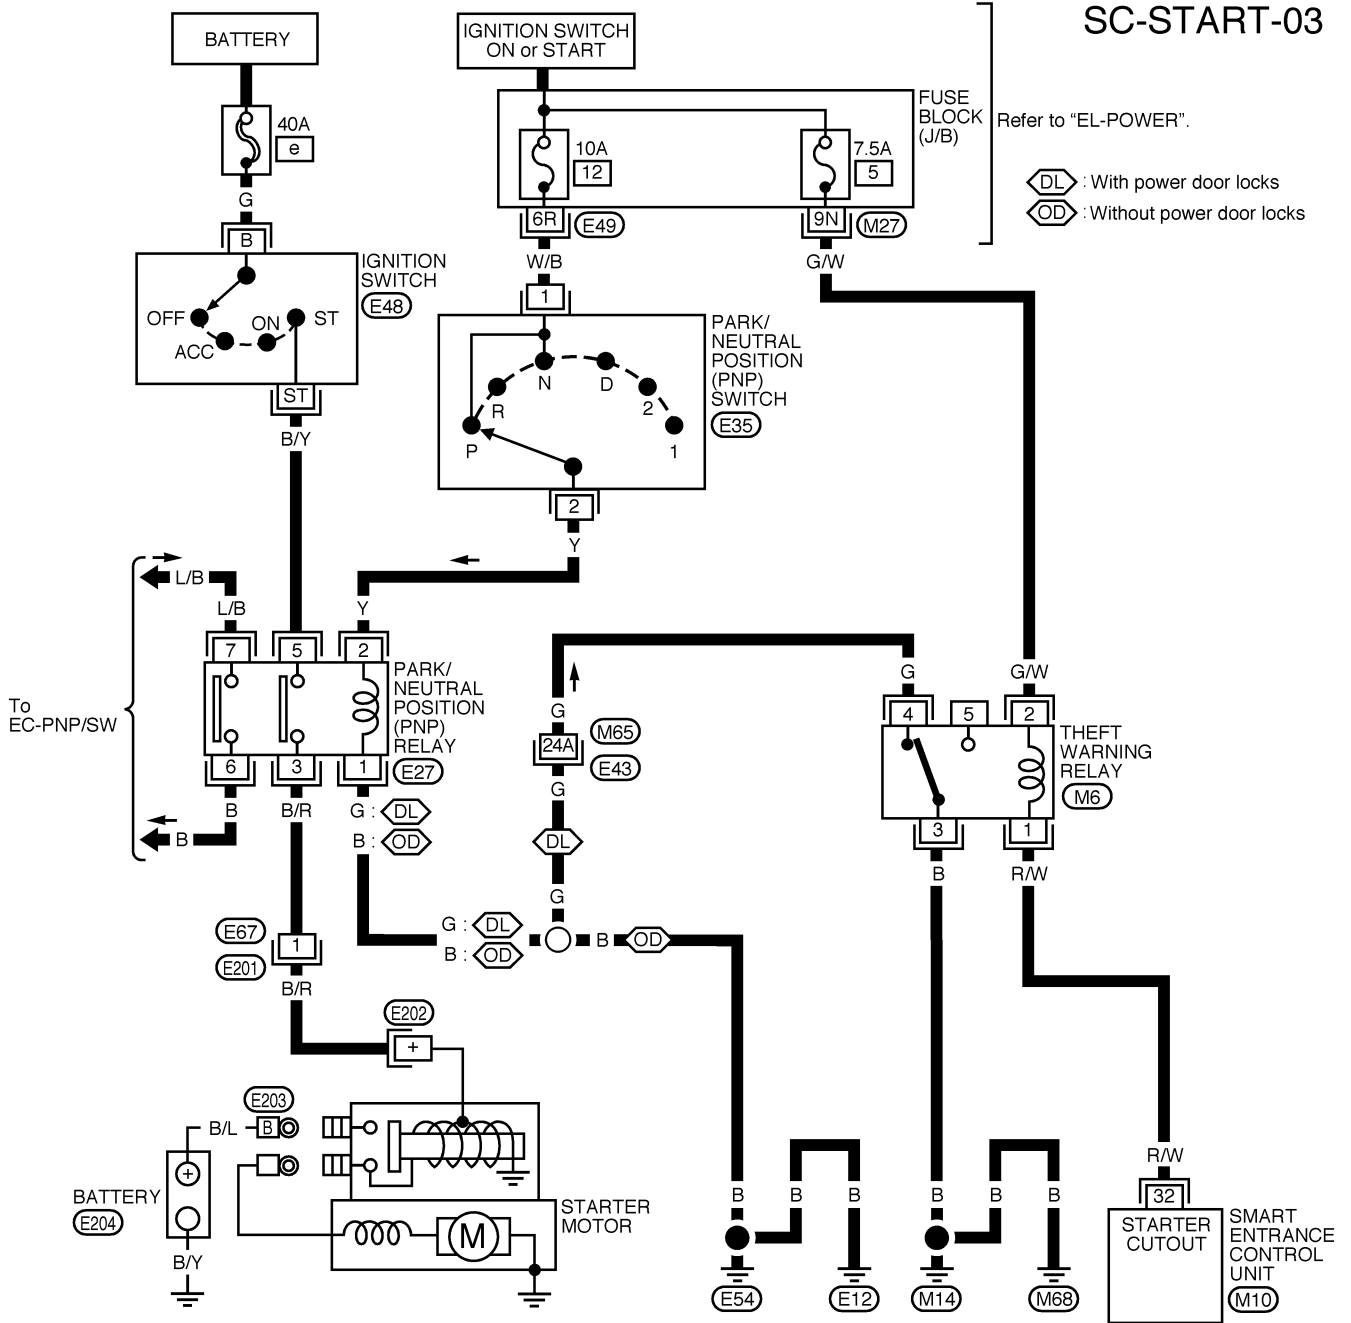 SC-START-03
BATTERY
IGNITION SWITCH
ON or START
FUSE
BLOCK
(J/B)
Refer to “EL-POWER”.
40A
e
10A
12
7.5A
5
DL : With power door locks
OD : Without power door locks
G
6R
E49
9N
M27
B
W/B
G/W
IGNITION
SWITCH
E48
1
OFF
ON
ST
ACC
PARK/
NEUTRAL
POSITION
(PNP)
SWITCH
E35
N
D
R
2
P
1
ST
B/Y
2
Y
L/B
L/B
Y
7
5
2
PARK/
NEUTRAL
POSITION
(PNP)
RELAY
E27
To
EC-PNP/SW
6
3
1
B
B/R
G : DL
B : OD
B
G
G/W
4
5
2
THEFT
WARNING
RELAY
M6
G
24A
M65
E43
G
DL
3
1
B
R/W
G
E67
E201
1
G : DL
B : OD
B
OD
B/R
E202
+
E203
B/L
B
+
BATTERY
E204
B/Y
STARTER
MOTOR
M
B
B
B
B
B
B
R/W
32
E54
E12
M14
M68
STARTER
CUTOUT
SMART
ENTRANCE
CONTROL
UNIT
M10